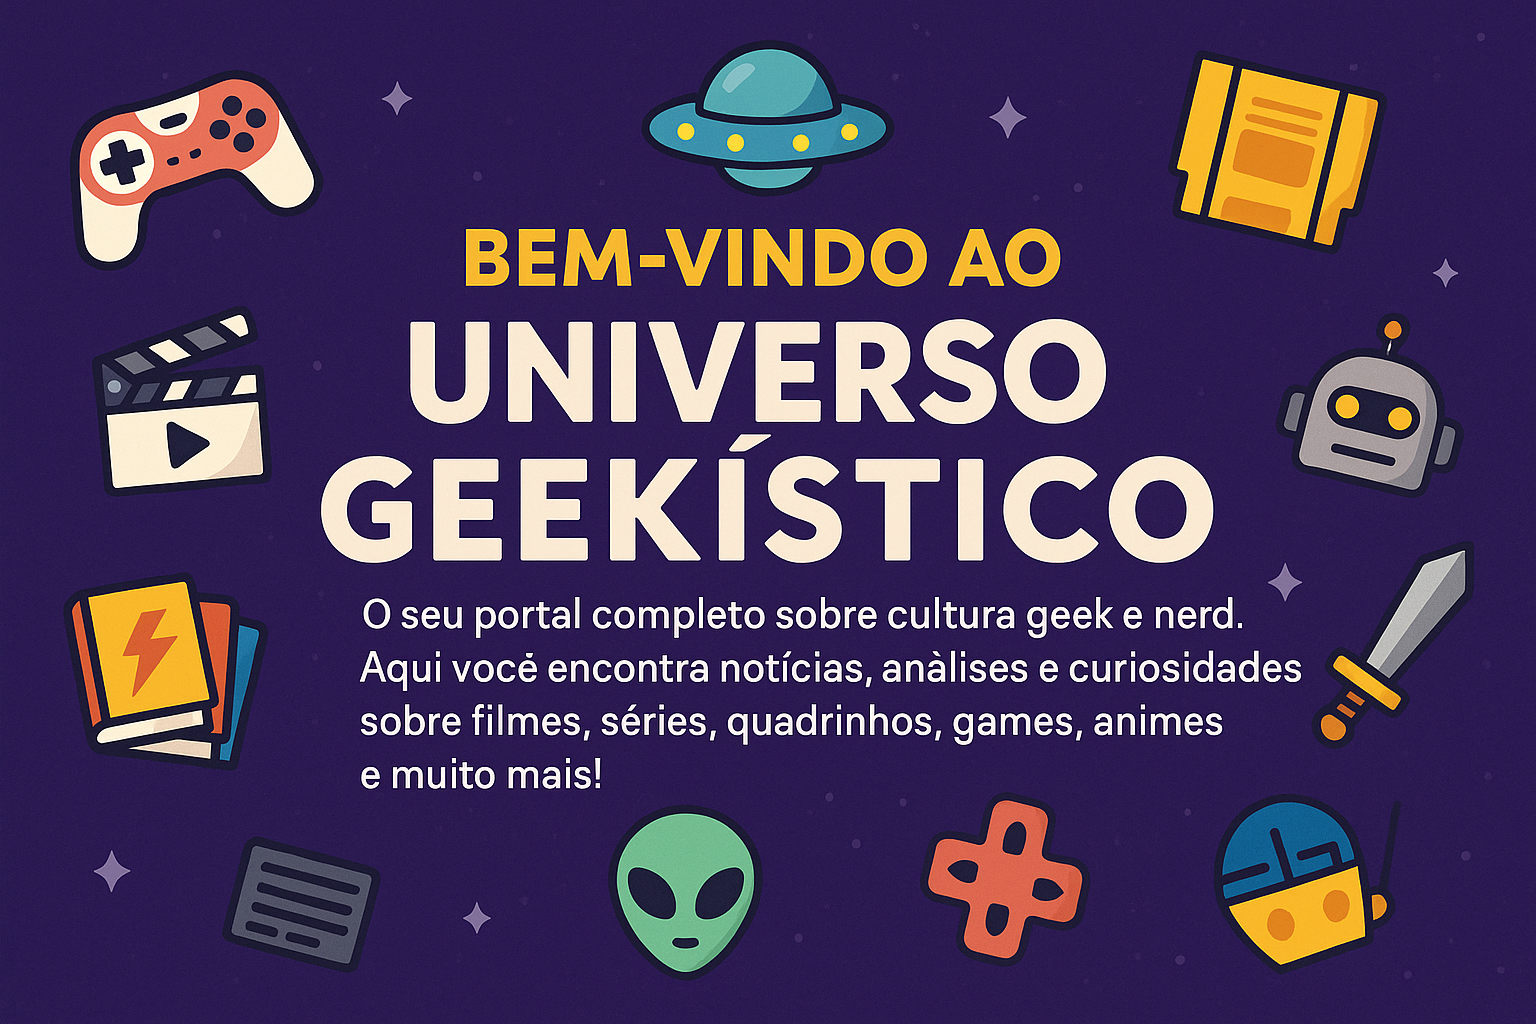 BEM-VINDO AO
UNIVERSO
GEEKÍSTICO
O seu portal completo sobre cultura geek e nerd.
Aqui você encontra notícias, anàlises e curiosidades
sobre filmes, séries, quadrinhos, games, animes
e muito mais!